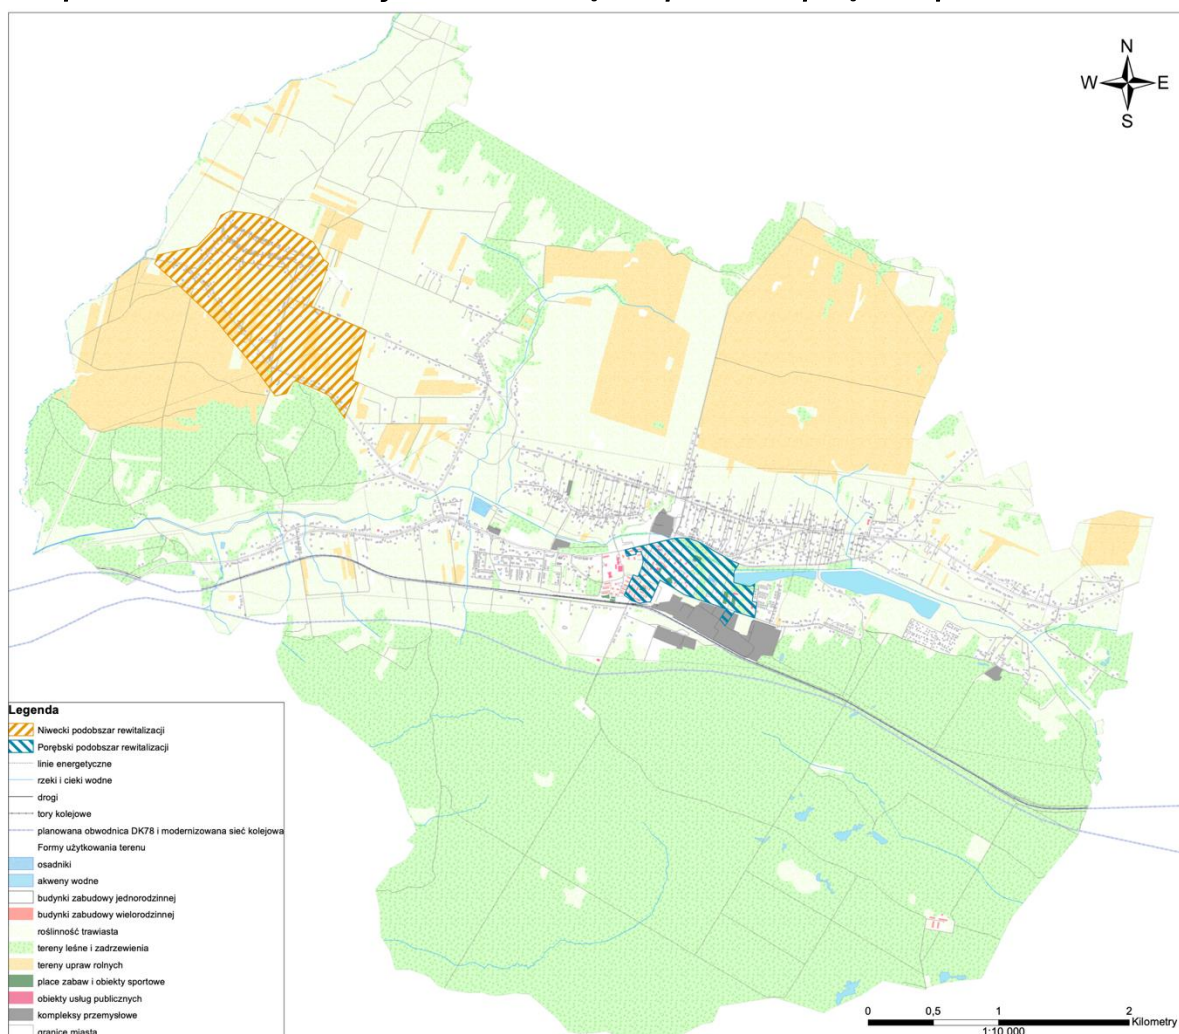 N
W E
S
Legenda
Niwecki podobszar rewitalizacji
Porębski podobszar rewitalizacji
linie energetyczne
rzeki i cieki wodne
drogi
tory kolejowe
planowana obwodnica DK78 i modernizowana sieć kolejowa
Formy użytkowania terenu
osadniki
akweny wodne
budynki zabudowy jednorodzinnej
budynki zabudowy wielorodzinnej
roślinność trawiasta
tereny leśne i zadrzewienia
tereny upraw rolnych
place zabaw i obiekty sportowe
obiekty usług publicznych
kompleksy przemysłowe
granice miasta
0 0,5 1 2
Kilometry
1:10 000